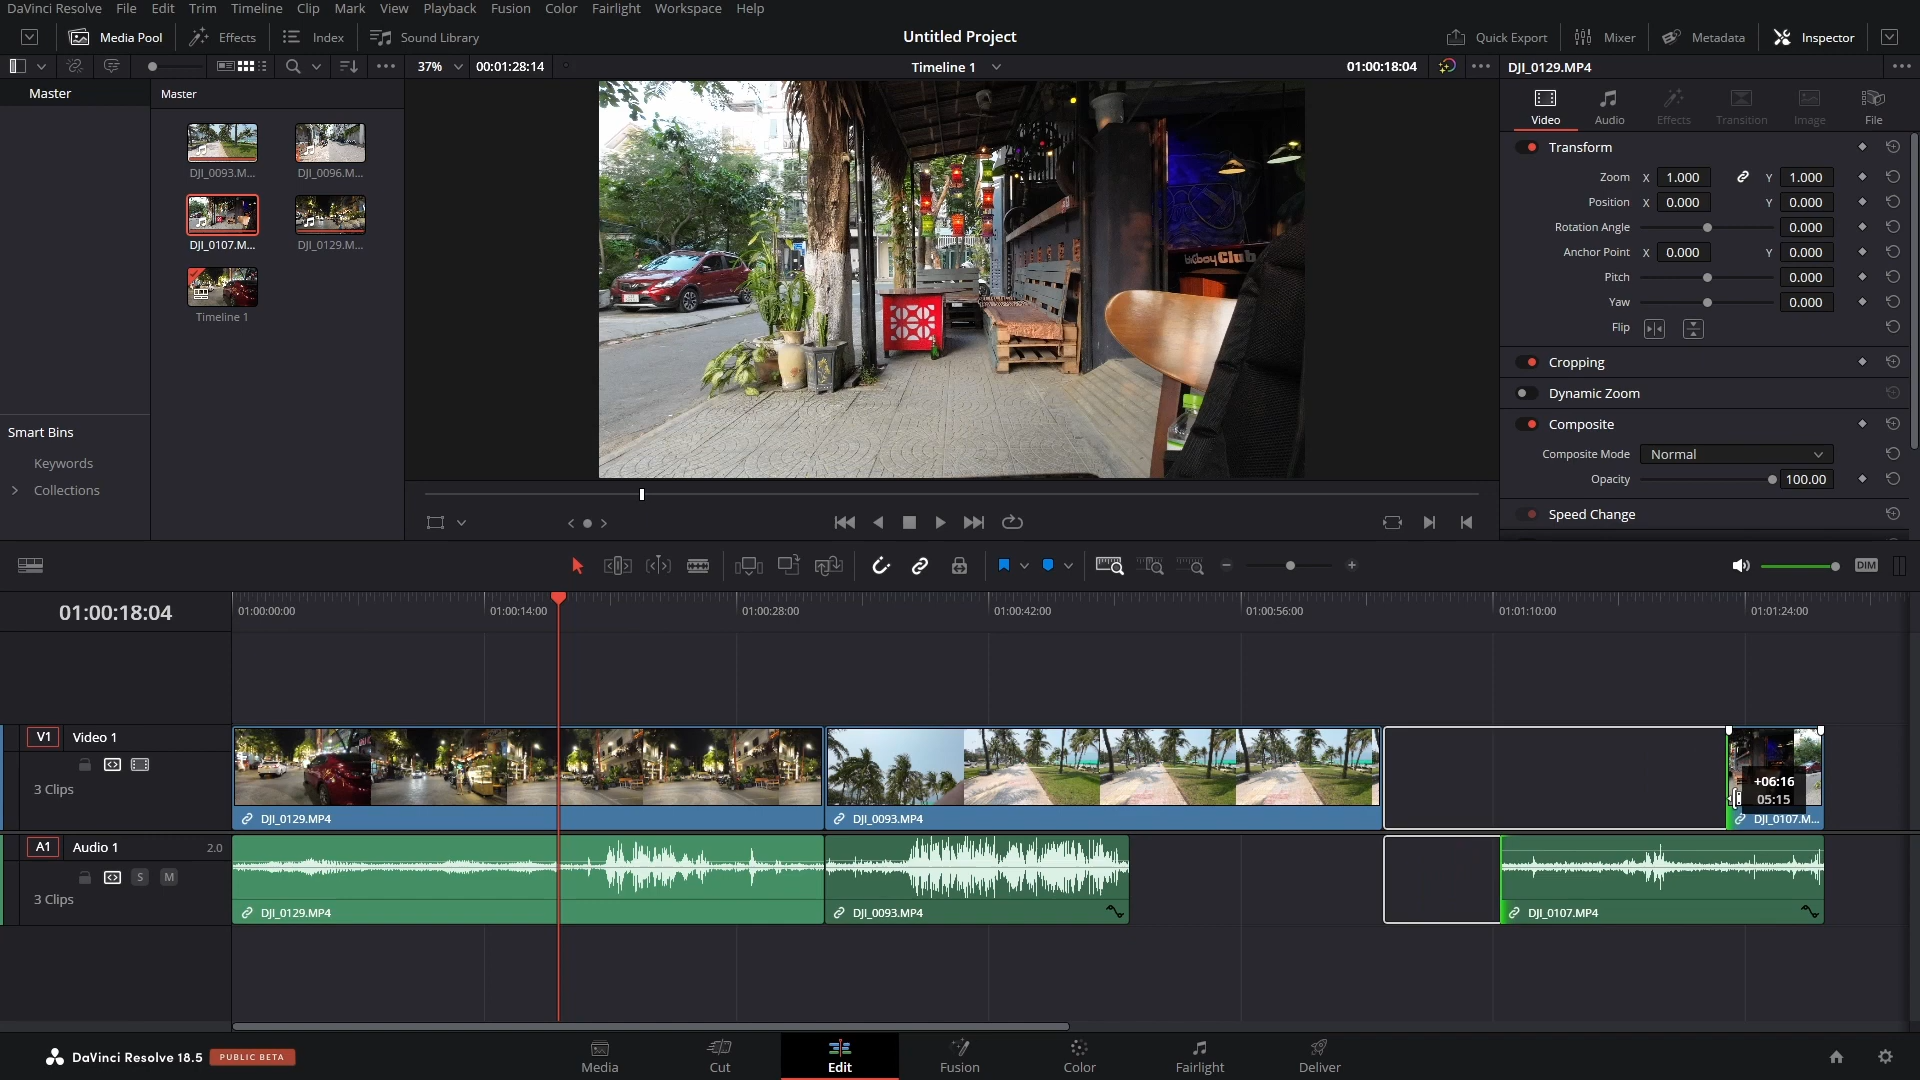 DaVinci Resolve File Edit Trim Timeline Clip Mark View Playback Fusion Color Fairlight Workspace Help
Media Pool Effects Index Sound Library Untitled Project Quick Export Mixer Metadata Inspector
37% 00:01:28:14 Timeline 1 01:00:18:04 DJI_0129.MP4
Master Master
Video Audio Effects Transition Image File
DJI_0093.M... DJI_0096.M...
DJI_0107.M... DJI_0129.M...
Timeline 1
Smart Bins
Keywords
Collections
bigboy Club
Transform
Zoom X 1.000 Y 1.000
Position X 0.000 Y 0.000
Rotation Angle 0.000
Anchor Point X 0.000 Y 0.000
Pitch 0.000
Yaw 0.000
Flip
Cropping
Dynamic Zoom
Composite
Composite Mode Normal
Opacity 100.00
Speed Change
DIM
01:00:18:04 01:00:00:00 01:00:14:00 01:00:28:00 01:00:42:00 01:00:56:00 01:01:10:00 01:01:24:00
V1 Video 1
3 Clips
DJI_0129.MP4 DJI_0093.MP4 DJI_0107.M...
+06:16
05:15
A1 Audio 1 2.0
S M
3 Clips
DJI_0129.MP4 DJI_0093.MP4 DJI_0107.MP4
DaVinci Resolve 18.5 PUBLIC BETA
Media Cut Edit Fusion Color Fairlight Deliver